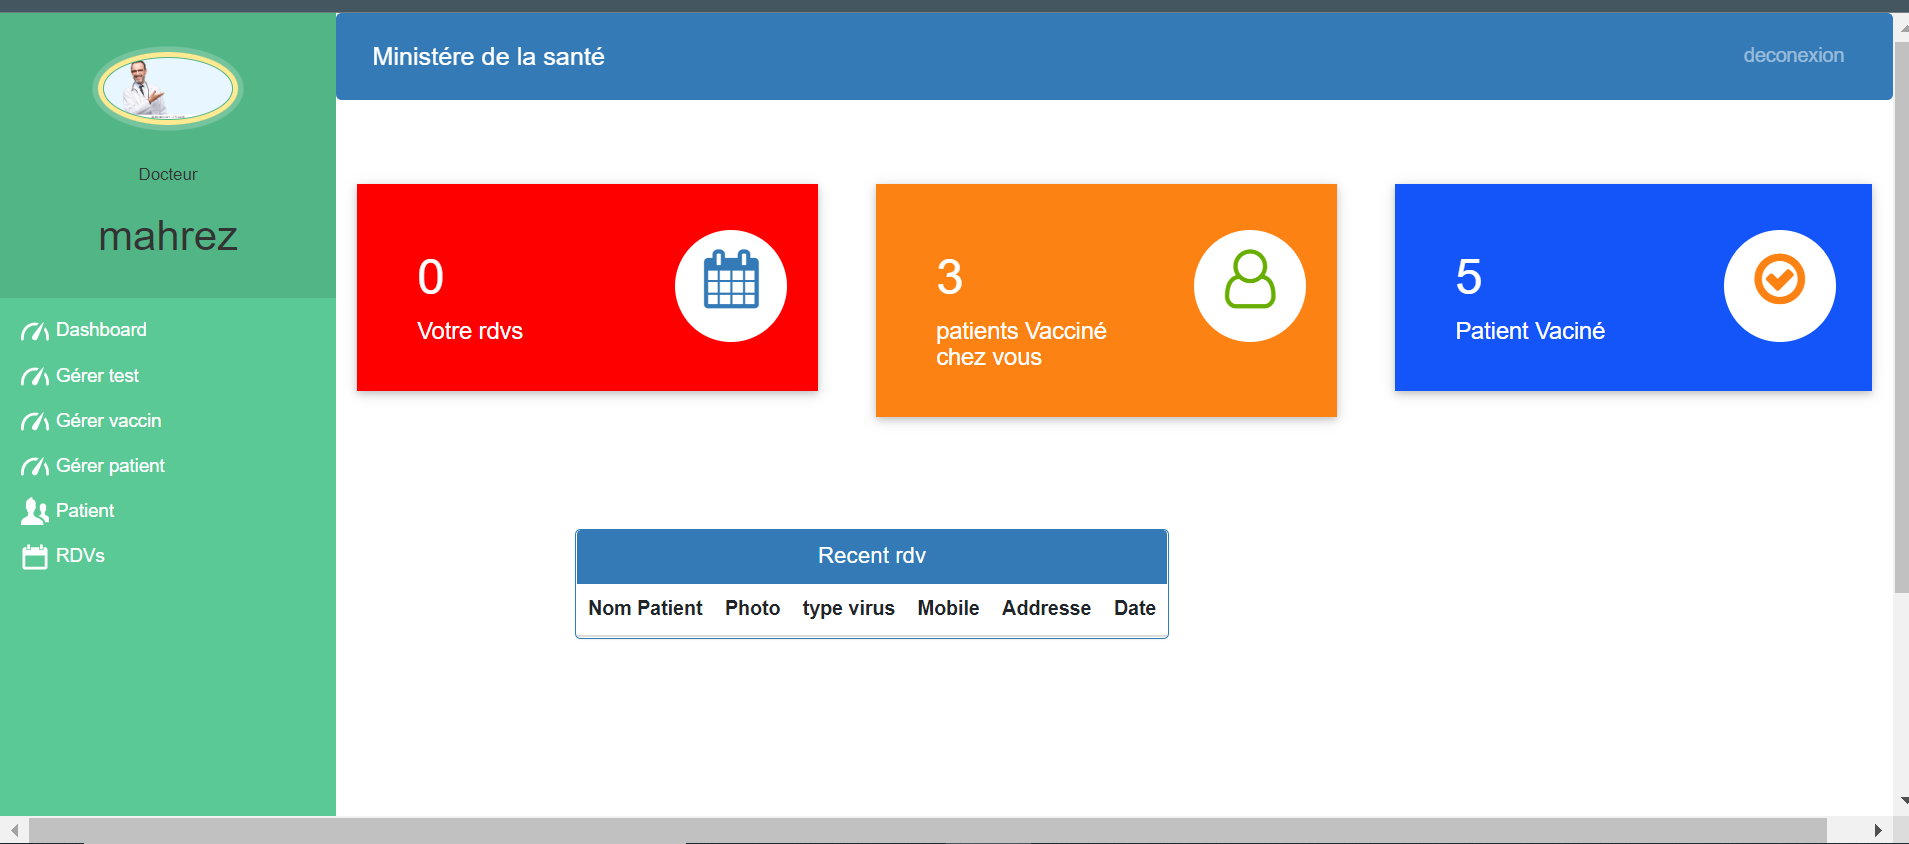 Ministére de la santé
deconexion
Docteur
mahrez
Dashboard
Gérer test
Gérer vaccin
Gérer patient
Patient
RDVs
0
Votre rdvs
3
patients Vacciné
chez vous
5
Patient Vaciné
Recent rdv
Nom Patient Photo type virus Mobile Addresse Date